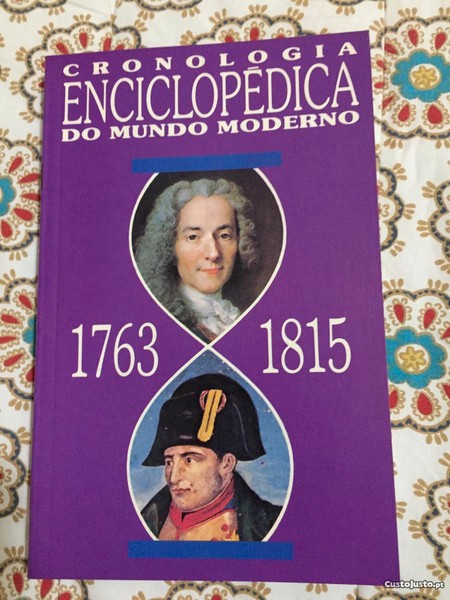 CRONOLOGIA
ENCICLOPÉDICA
DO MUNDO MODERNO
1763 1815
CustoJusto.pt